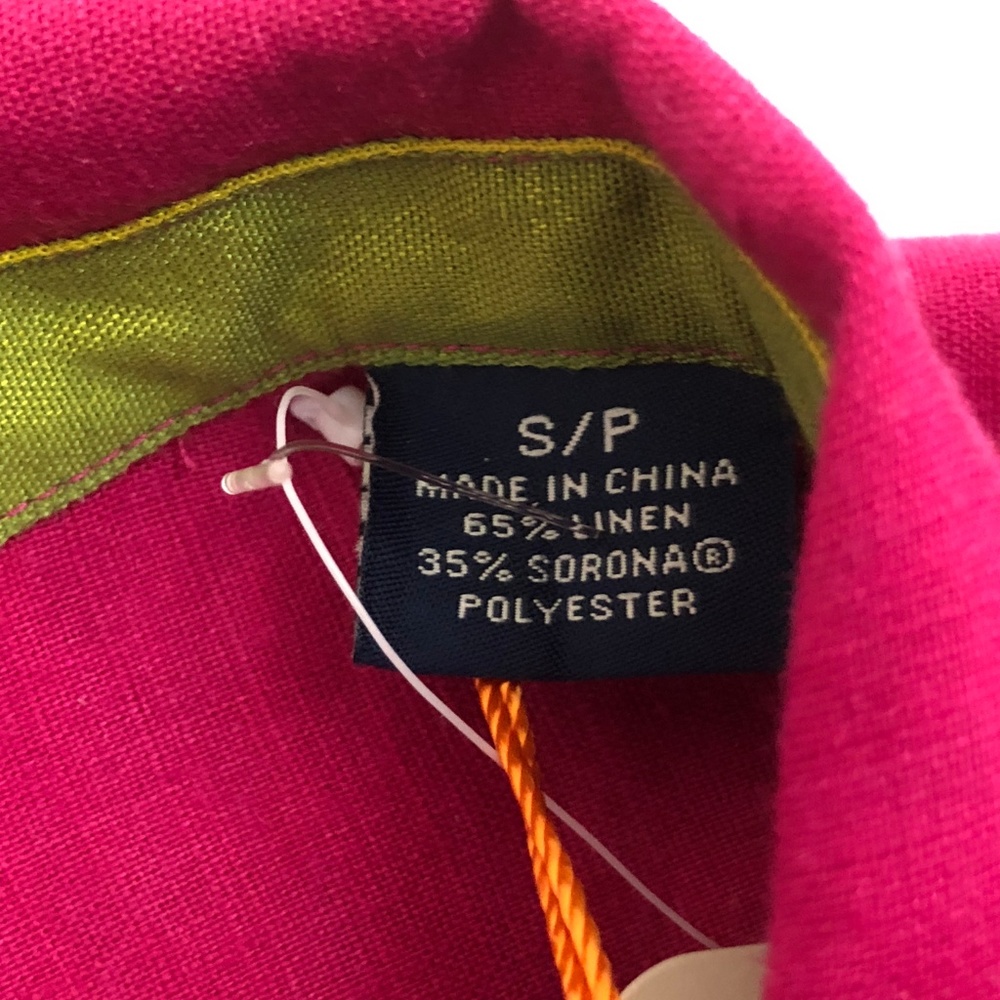 S/P
MADE IN CHINA
65% LINEN
35% SORONA®
POLYESTER